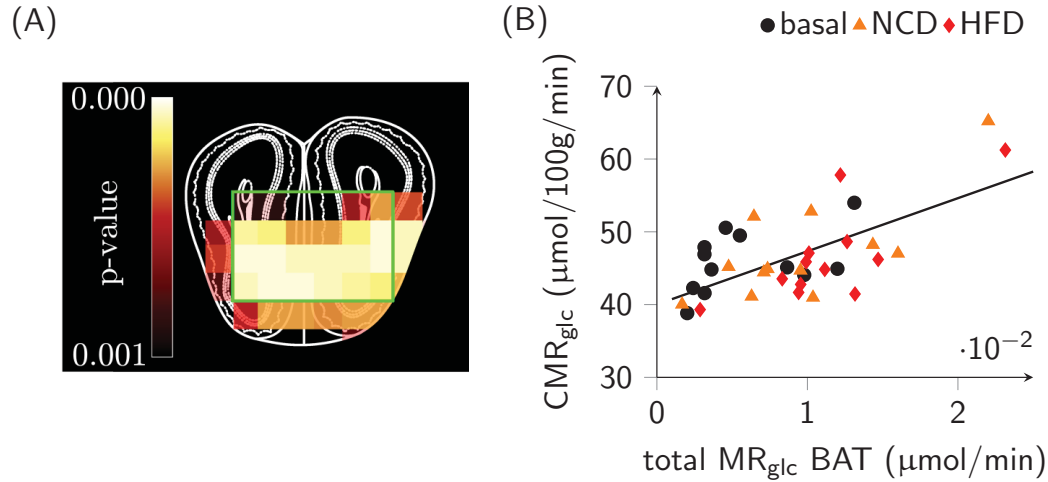 (A)
0.000
p-value
0.001
(B)
basal NCD HFD
CMRglc (μmol/100g/min)
70
60
50
40
30
·10−2
0 1 2
total MRglc BAT (μmol/min)